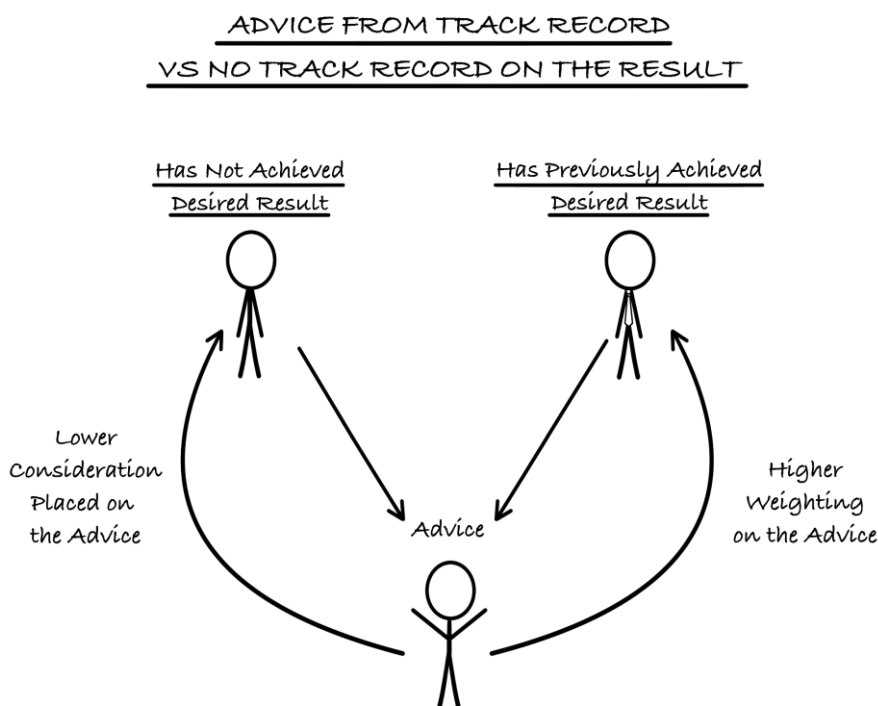 ADVICE FROM TRACK RECORD
VS NO TRACK RECORD ON THE RESULT
Has Not Achieved
Desired Result
Has Previously Achieved
Desired Result
Lower
Consideration
Placed on
the Advice
Advice
Higher
Weighting
on the Advice